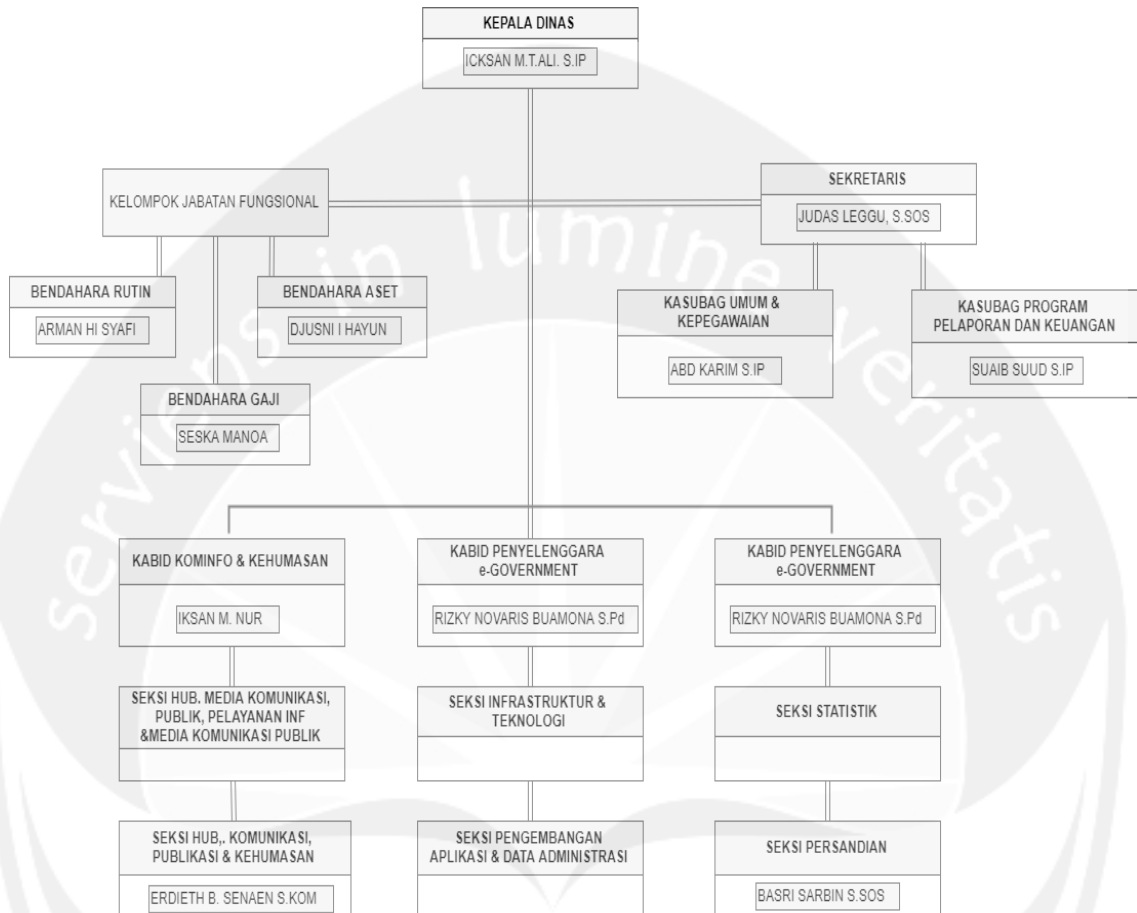 KEPALA DINAS
ICKSAN M.T.ALI. S.IP
KELOMPOK JABATAN FUNGSIONAL
SEKRETARIS
JUDAS LEGGU, S.SOS
BENDAHARA RUTIN
ARMAN HI SYAFI
BENDAHARA ASET
DJUSNI I HAYUN
KASUBAG UMUM &
KEPEGAWAIAN
ABD KARIM S.IP
KASUBAG PROGRAM
PELAPORAN DAN KEUANGAN
SUAIB SUUD S.IP
BENDAHARA GAJI
SESKA MANOA
KABID KOMINFO & KEHUMASAN
IKSAN M. NUR
KABID PENYELENGGARA
e-GOVERNMENT
RIZKY NOVARIS BUAMONA S.Pd
KABID PENYELENGGARA
e-GOVERNMENT
RIZKY NOVARIS BUAMONA S.Pd
SEKSI HUB. MEDIA KOMUNIKASI,
PUBLIK, PELAYANAN INF
&MEDIA KOMUNIKASI PUBLIK
SEKSI INFRASTRUKTUR &
TEKNOLOGI
SEKSI STATISTIK
SEKSI HUB,. KOMUNIKASI,
PUBLIKASI & KEHUMASAN
ERDIETH B. SENAEN S.KOM
SEKSI PENGEMBANGAN
APLIKASI & DATA ADMINISTRASI
SEKSI PERSANDIAN
BASRI SARBIN S.SOS
serviens in lumine veritatis